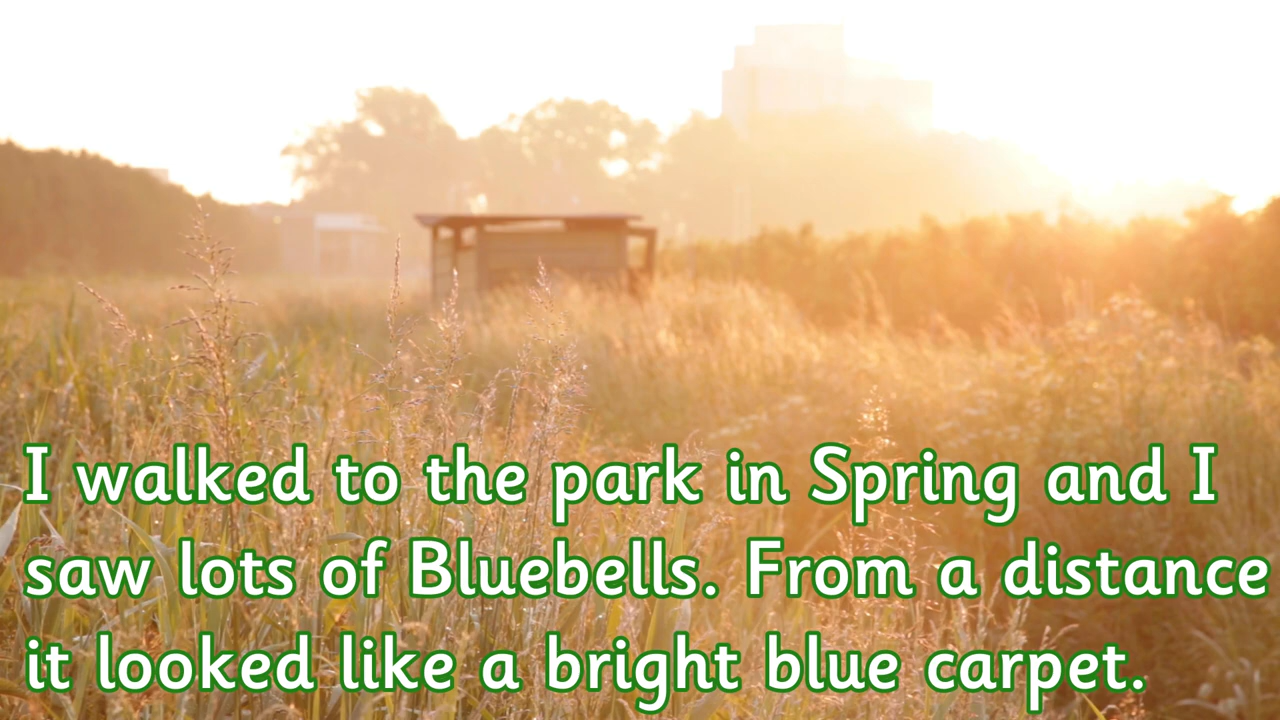 I walked to the park in Spring and I
saw lots of Bluebells. From a distance
it looked like a bright blue carpet.